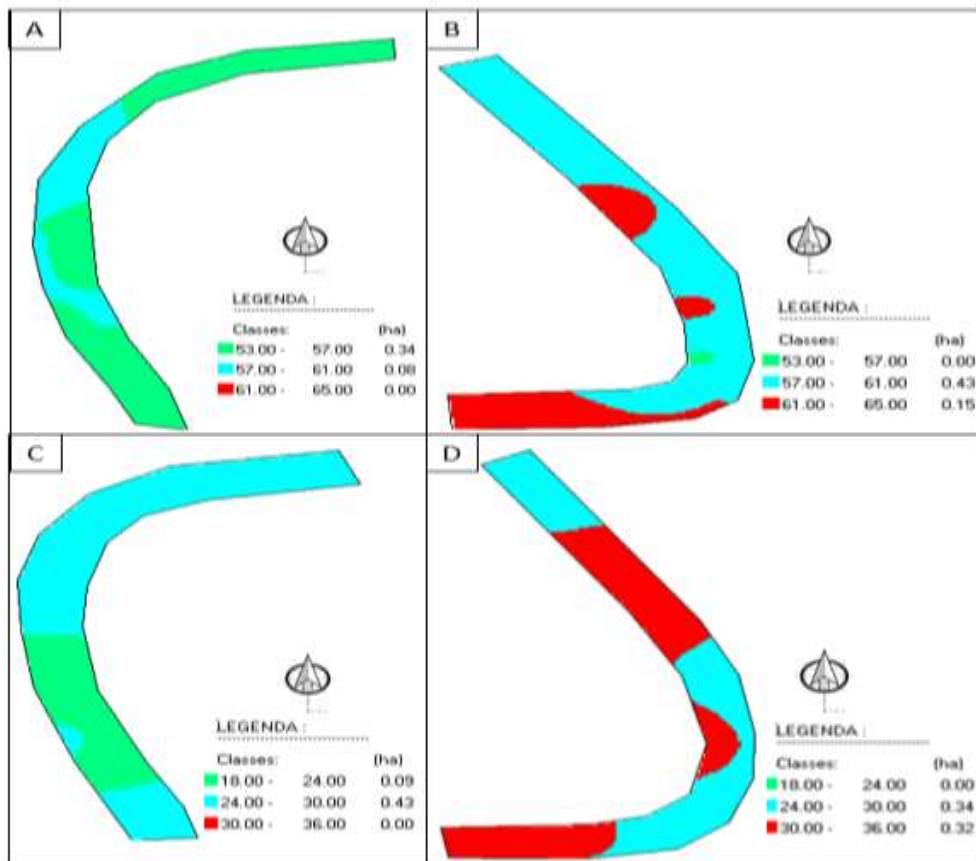 A
LEGENDA :
Classes: (ha)
53.00 - 57.00 0.34
57.00 - 61.00 0.08
61.00 - 65.00 0.00
B
LEGENDA :
Classes: (ha)
53.00 - 57.00 0.00
57.00 - 61.00 0.43
61.00 - 65.00 0.15
C
LEGENDA :
Classes: (ha)
18.00 - 24.00 0.09
24.00 - 30.00 0.43
30.00 - 36.00 0.00
D
LEGENDA :
Classes: (ha)
18.00 - 24.00 0.00
24.00 - 30.00 0.34
30.00 - 36.00 0.32